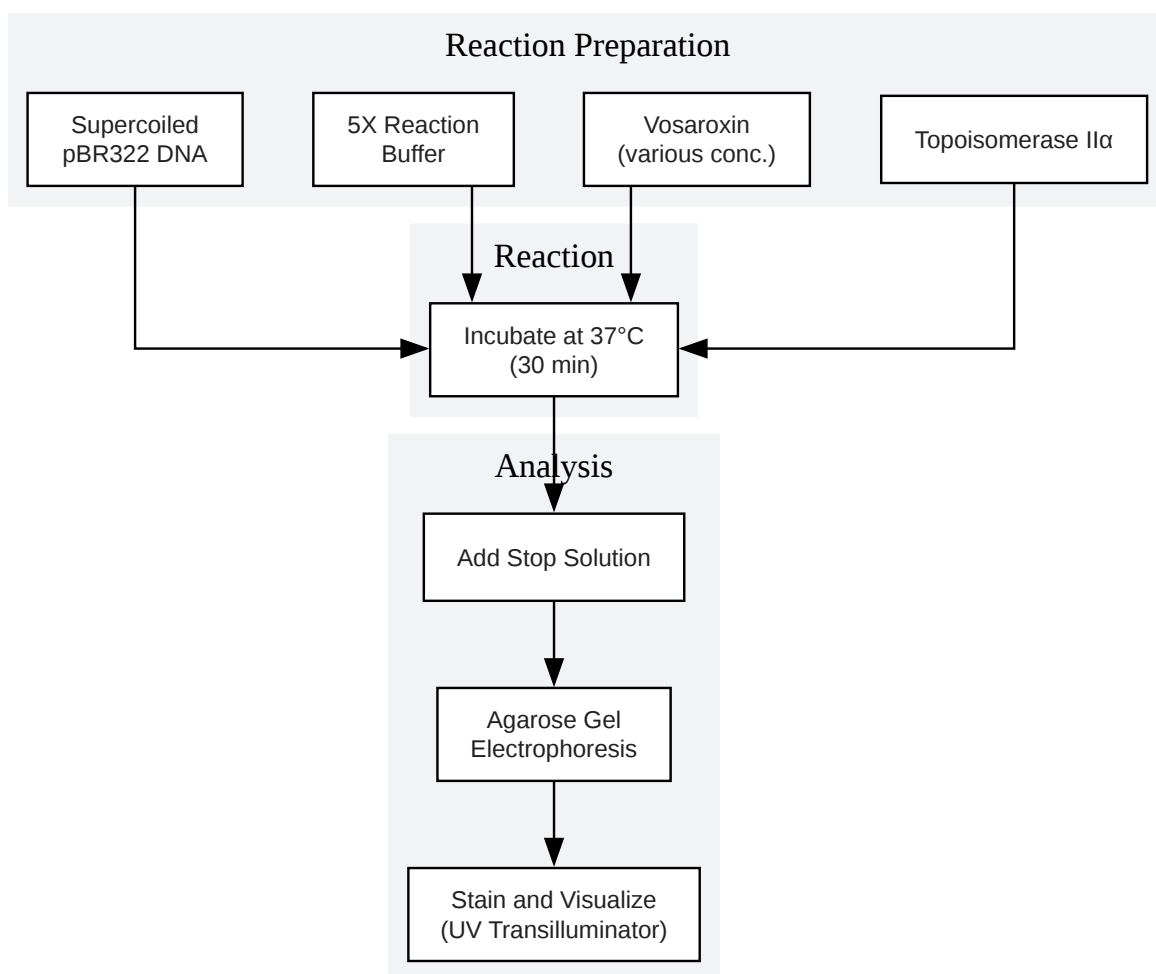 Reaction Preparation
Supercoiled
pBR322 DNA
5X Reaction
Buffer
Vosaroxin
(various conc.)
Topoisomerase IIα
Reaction
Incubate at 37°C
(30 min)
Analysis
Add Stop Solution
Agarose Gel
Electrophoresis
Stain and Visualize
(UV Transilluminator)